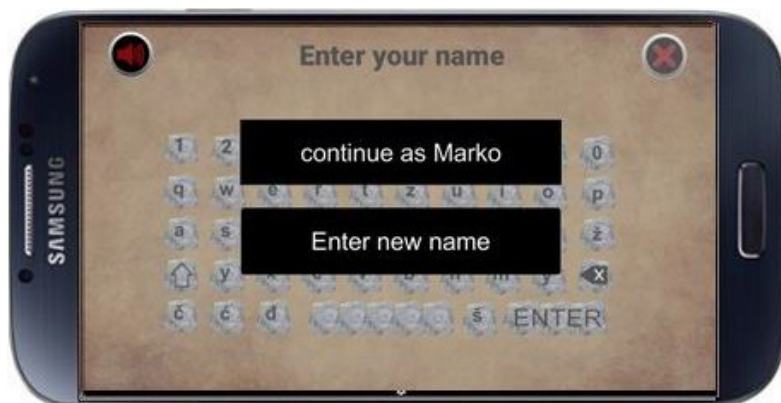 Enter your name
continue as Marko
Enter new name
1 2 0
q w e r t z u i o p
a s ž
y x c v b n m y
č ć đ š ENTER
SAMSUNG